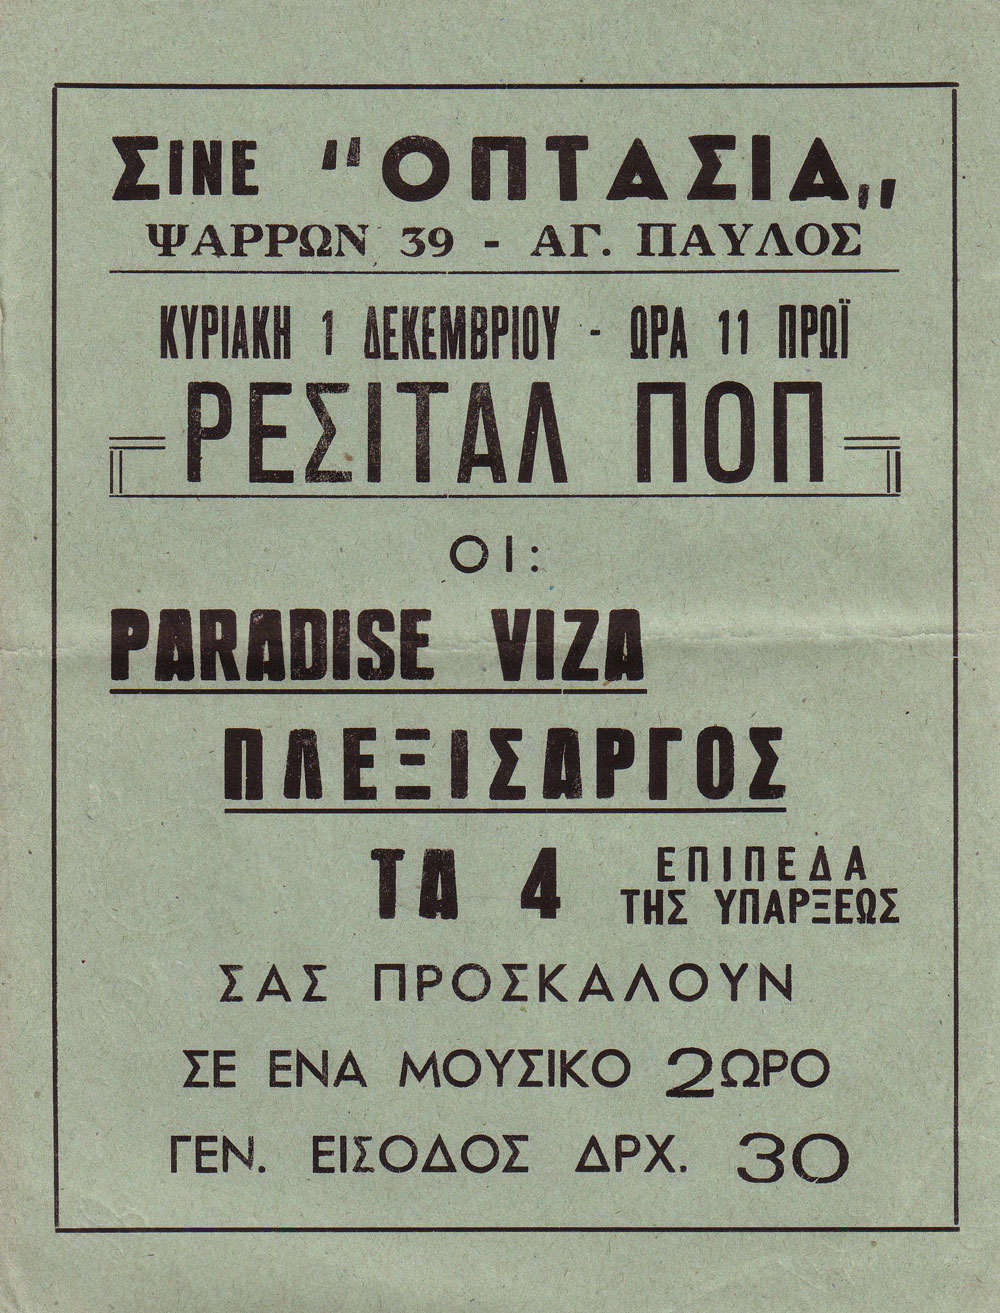 ΣΙΝΕ "ΟΠΤΑΣΙΑ„
ΨΑΡΡΩΝ 39 - ΑΓ. ΠΑΥΛΟΣ
ΚΥΡΙΑΚΗ 1 ΔΕΚΕΜΒΡΙΟΥ - ΩΡΑ 11 ΠΡΩΪ
ΡΕΣΙΤΑΛ ΠΟΠ
ΟΙ:
PARADISE VIZA
ΠΛΕΞΙΣΑΡΓΟΣ
ΤΑ 4 ΕΠΙΠΕΔΑ
ΤΗΣ ΥΠΑΡΞΕΩΣ
ΣΑΣ ΠΡΟΣΚΑΛΟΥΝ
ΣΕ ΕΝΑ ΜΟΥΣΙΚΟ 2ΩΡΟ
ΓΕΝ. ΕΙΣΟΔΟΣ ΔΡΧ. 30